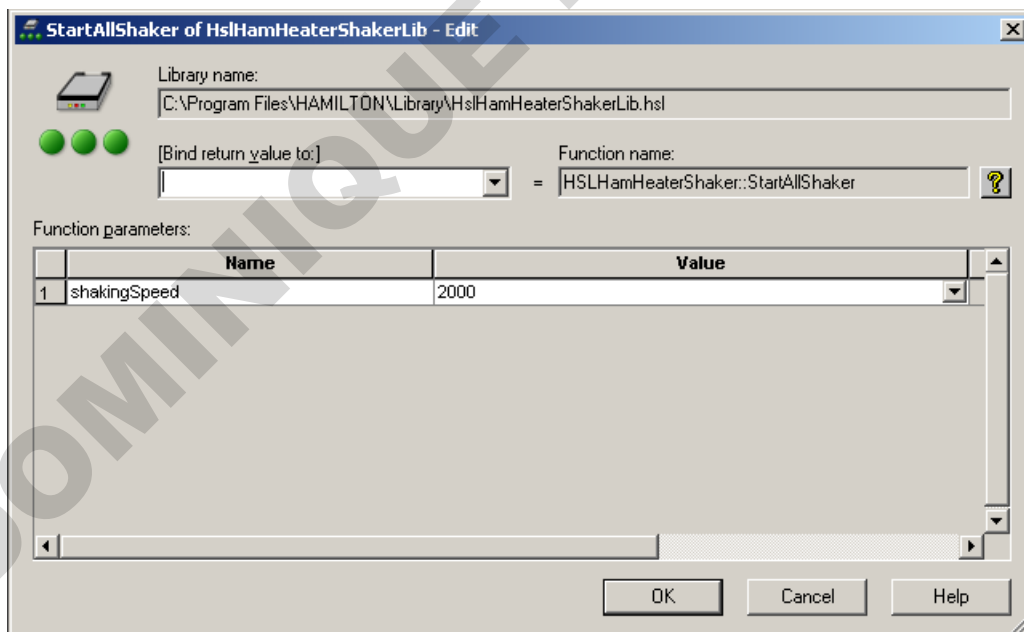 StartAllShaker of HslHamHeaterShakerLib - Edit
Library name:
C:\Program Files\HAMILTON\Library\HslHamHeaterShakerLib.hsl
[Bind return value to:] Function name:
= HSLHamHeaterShaker::StartAllShaker
Function parameters:
Name Value
1 shakingSpeed 2000
OK Cancel Help
DOMINIQUE